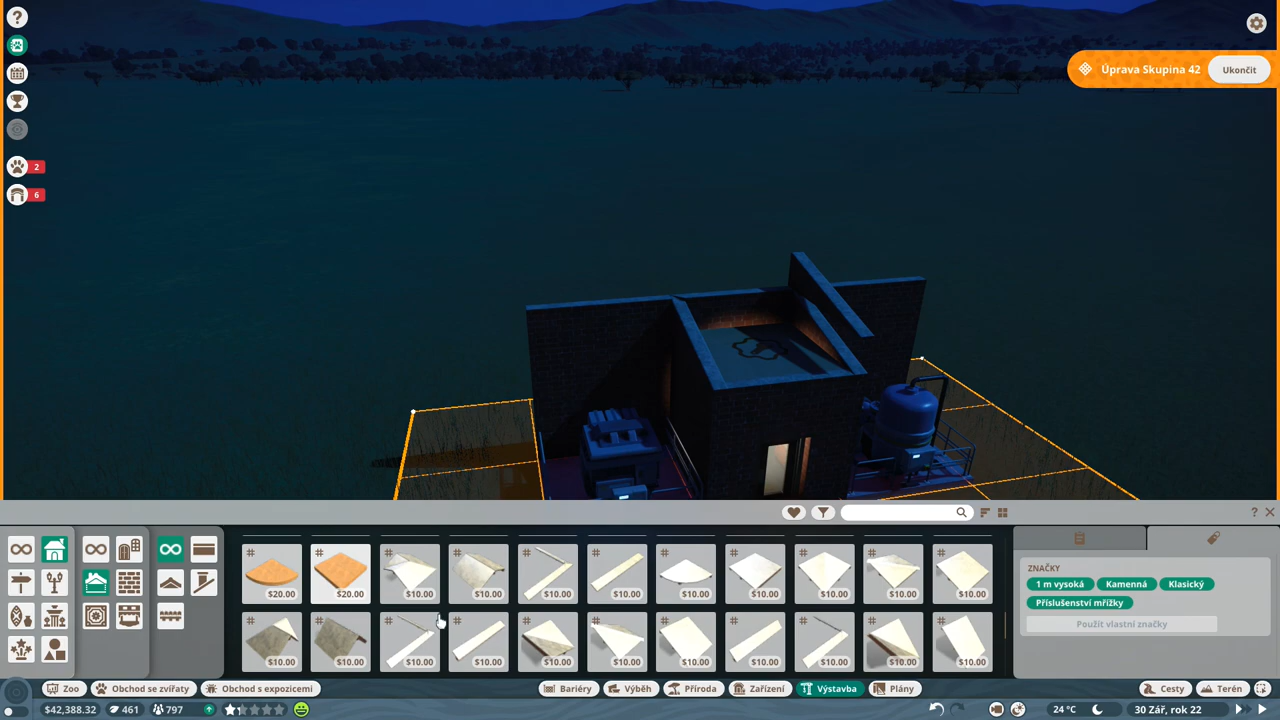 ?
Úprava Skupina 42
Ukončit
2
6
? ×
$20.00 $20.00 $10.00 $10.00 $10.00 $10.00 $10.00 $10.00 $10.00 $10.00 $10.00
$10.00 $10.00 $10.00 $10.00 $10.00 $10.00 $10.00 $10.00 $10.00 $10.00 $10.00
ZNAČKY
1 m vysoká Kamenná Klasický
Příslušenství mřížky
Použít vlastní značky
Zoo Obchod se zvířaty Obchod s expozicemi Bariéry Výběh Příroda Zařízení Výstavba Plány Cesty Terén
$42,388.32 461 797 24 °C 30 Zář, rok 22